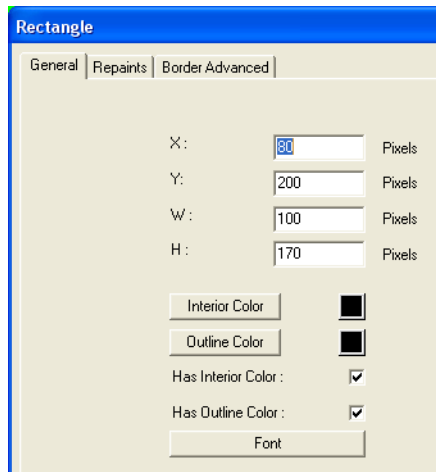 Rectangle
General Repaints Border Advanced
X: 80 Pixels
Y: 200 Pixels
W: 100 Pixels
H: 170 Pixels
Interior Color
Outline Color
Has Interior Color :
Has Outline Color :
Font